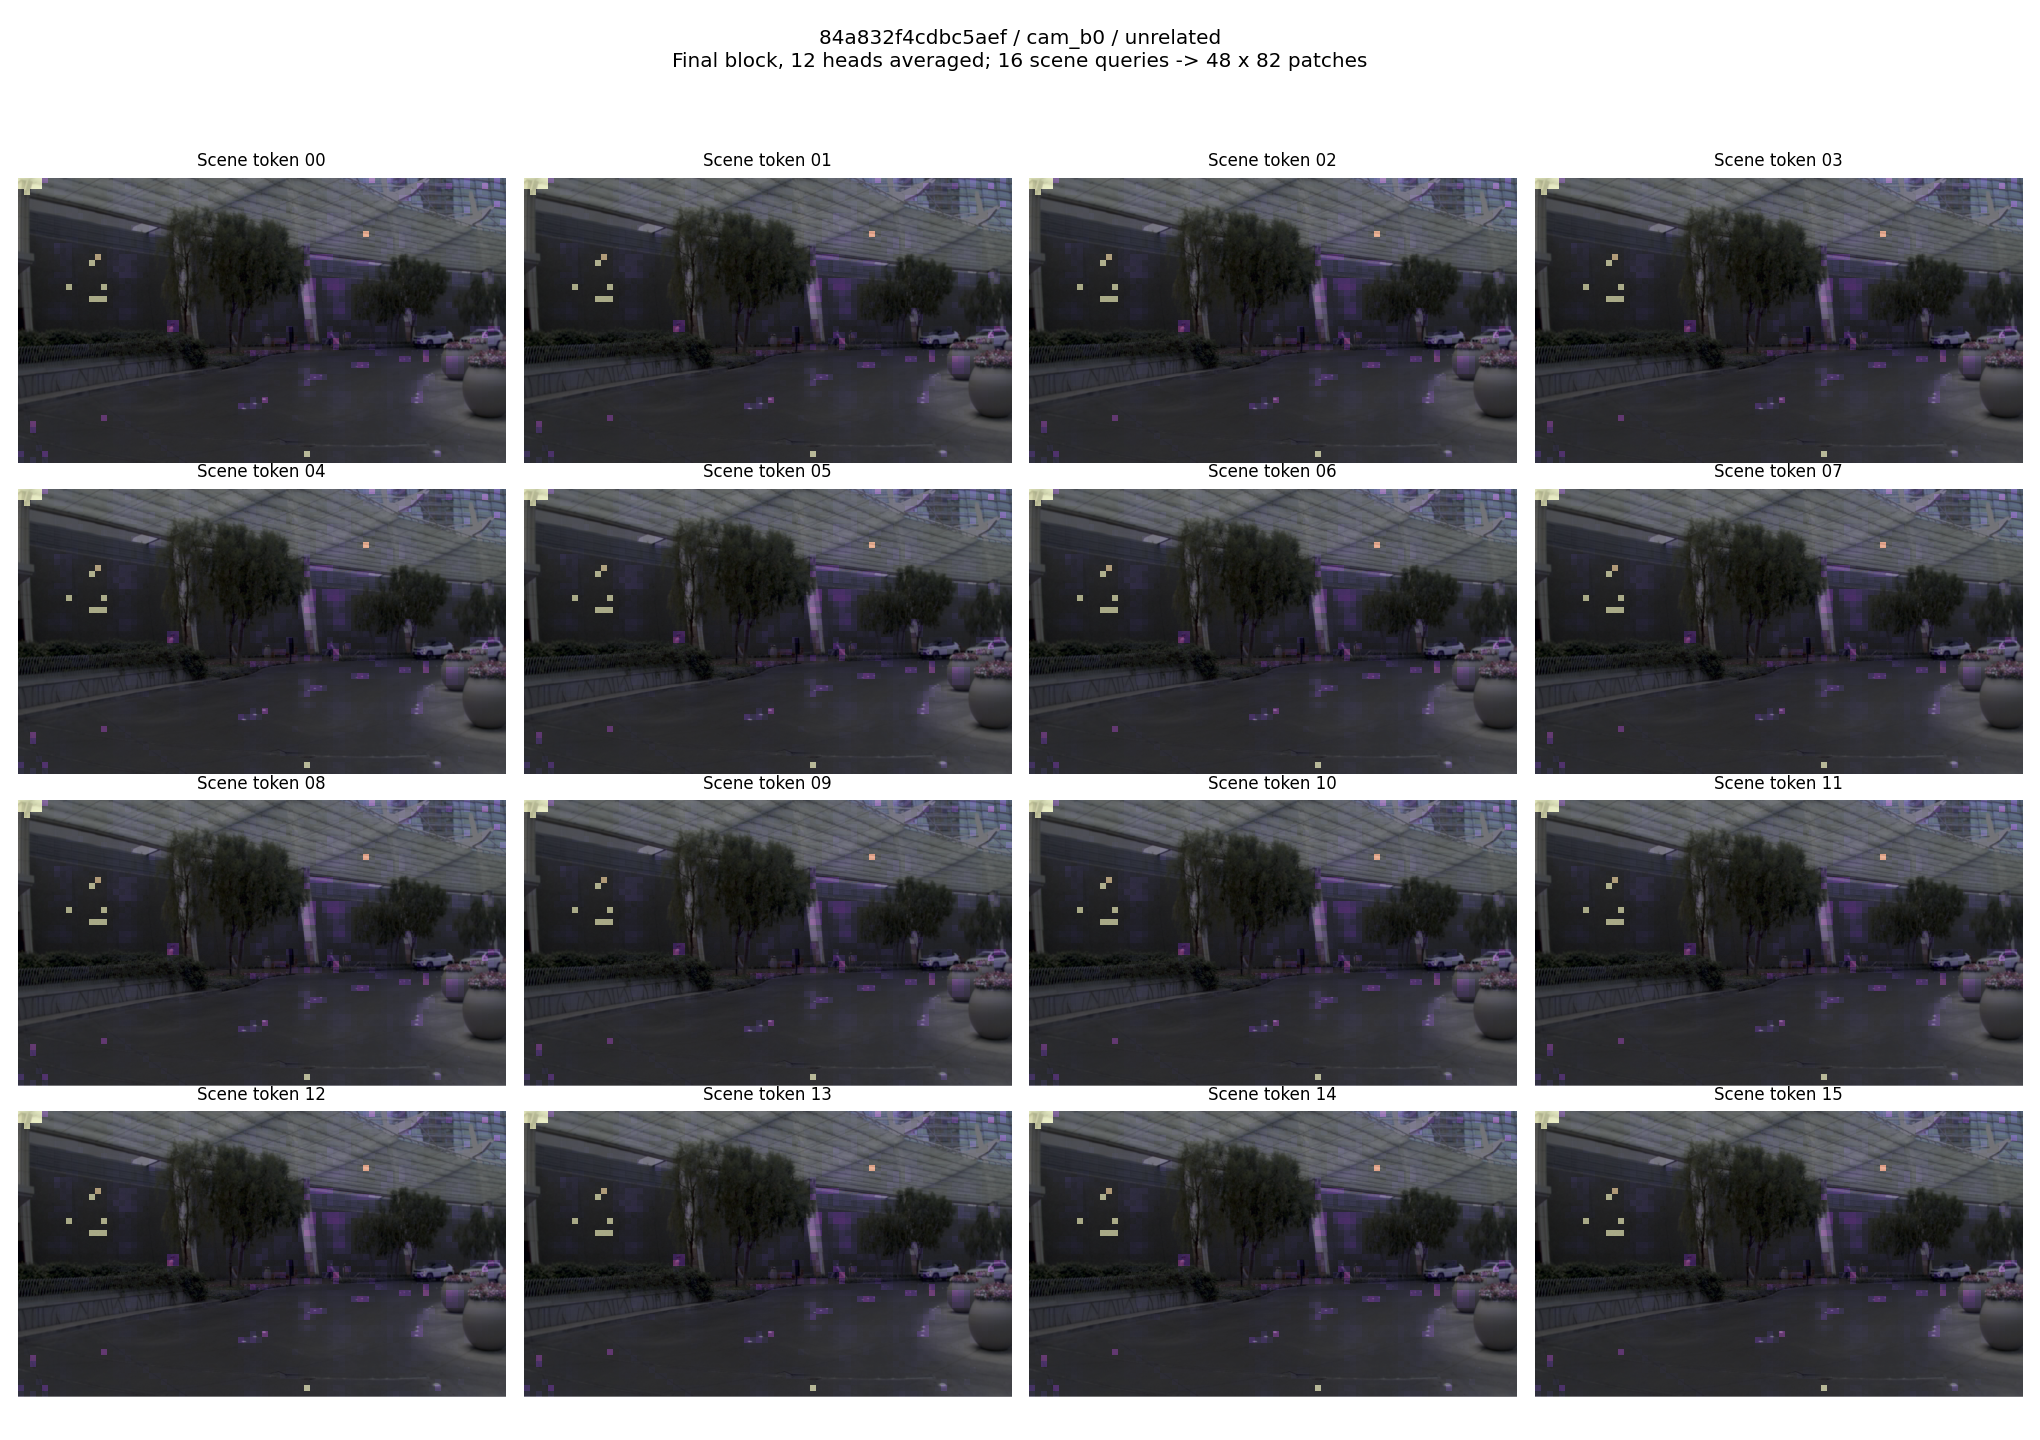 84a832f4cdbc5aef / cam_b0 / unrelated
Final block, 12 heads averaged; 16 scene queries -> 48 x 82 patches
Scene token 00
Scene token 01
Scene token 02
Scene token 03
Scene token 04
Scene token 05
Scene token 06
Scene token 07
Scene token 08
Scene token 09
Scene token 10
Scene token 11
Scene token 12
Scene token 13
Scene token 14
Scene token 15